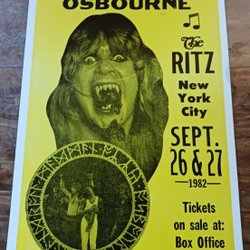 OSBOURNE
The
RITZ
New
York
City
SEPT.
26 & 27
—1982—
Tickets
on sale at:
Box Office